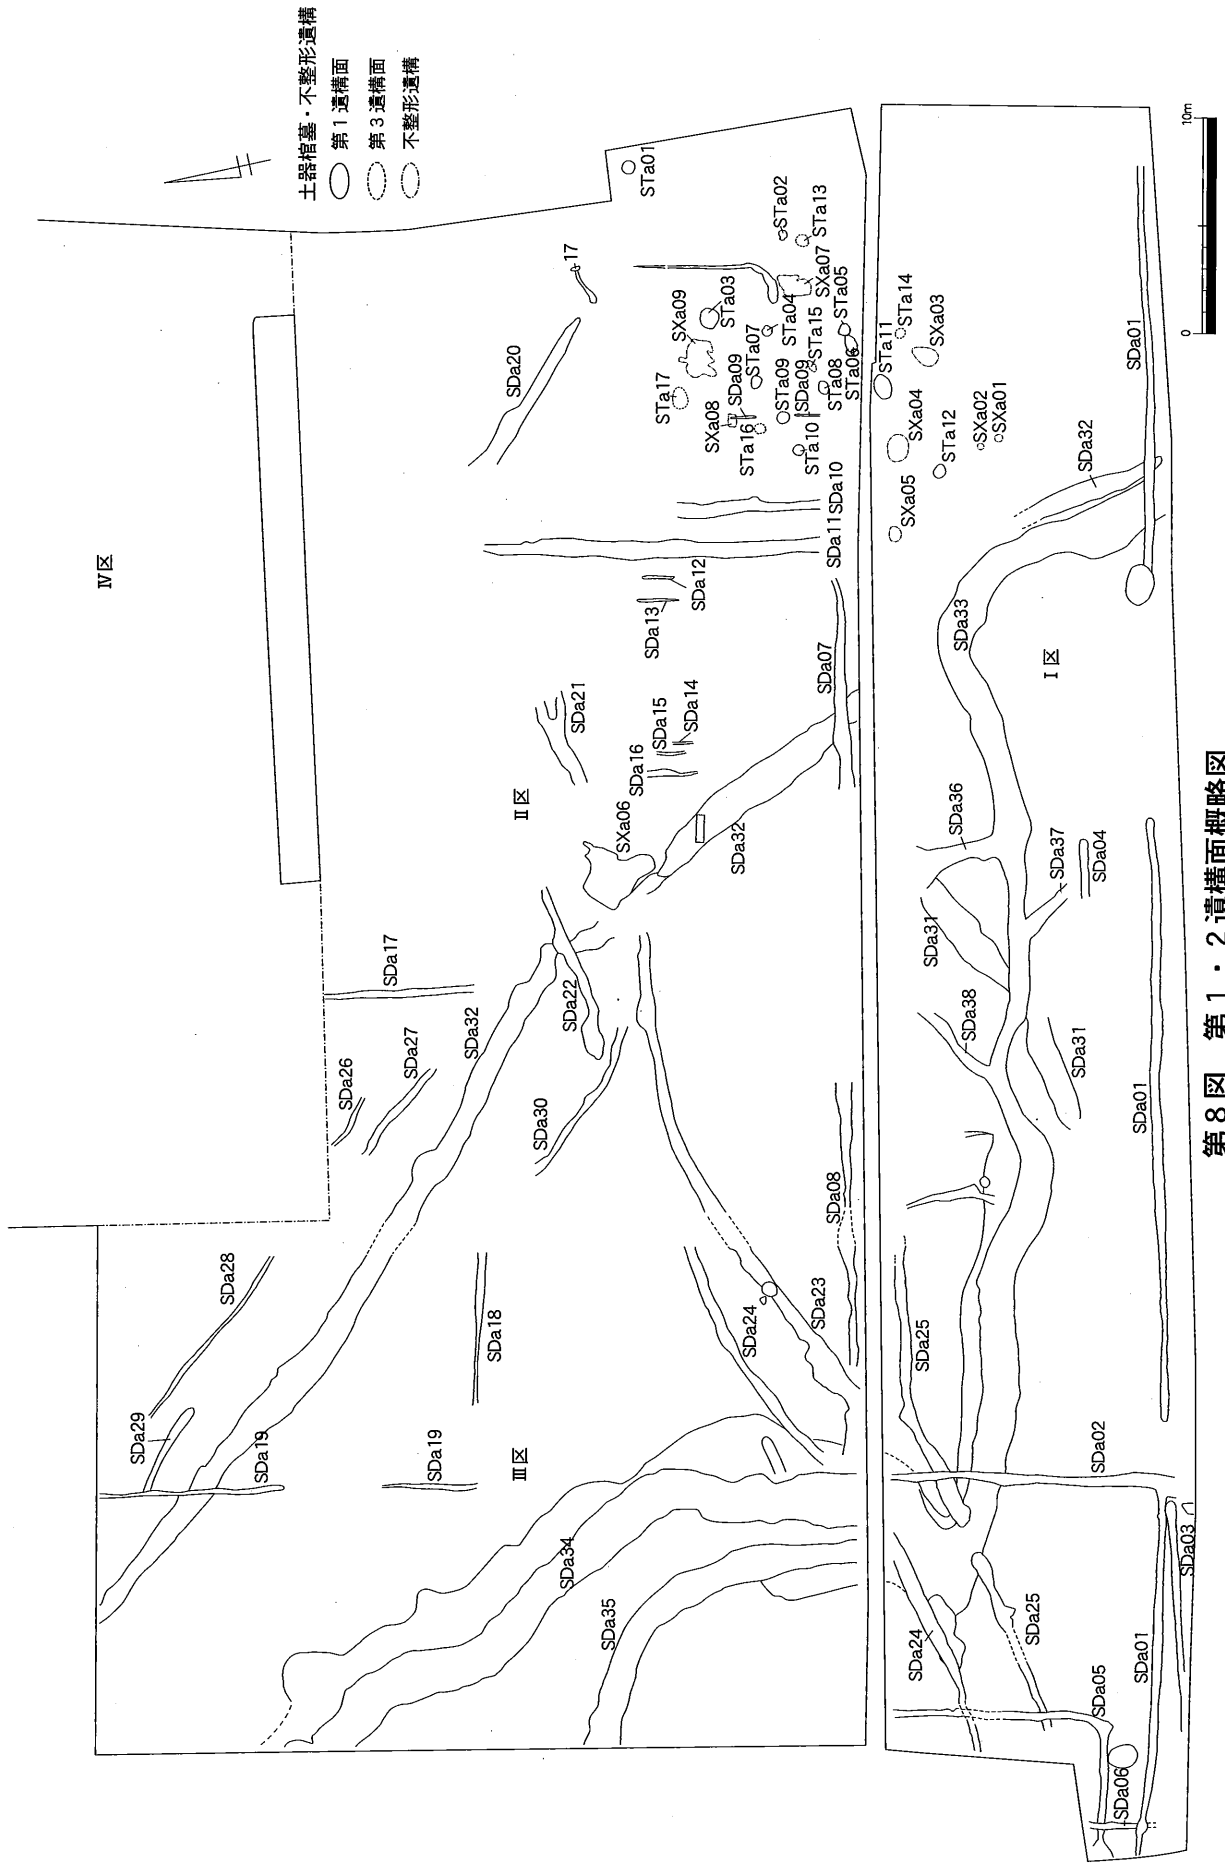 土器棺墓・不整形遺構
第1遺構面
第3遺構面
不整形遺構
10m
0
Ⅳ区
Ⅱ区
Ⅲ区
Ⅰ区
STa01
STa02
STa13
17
SXa07
STa05
STa03
STa04
STa15
SXa09
STa07
STa06
STa08
SDa09
STa09
SDa09
STa17
SXa08
STa16
STa10
SDa20
SDa10
SDa11
SDa12
SDa13
SDa07
SDa21
SDa14
SDa15
SDa16
SXa06
SDa32
SDa17
SDa22
SDa32
SDa27
SDa26
SDa30
SDa08
SDa28
SDa18
SDa24
SDa23
SDa29
SDa19
SDa19
SDa34
SDa35
STa14
STa11
SXa03
SXa04
STa12
SXa02
SXa01
SXa05
SDa01
SDa32
SDa33
SDa36
SDa37
SDa04
SDa31
SDa38
SDa31
SDa01
SDa25
SDa02
SDa03
SDa24
SDa25
SDa01
SDa05
SDa06
第8図　第1・2遺構面概略図